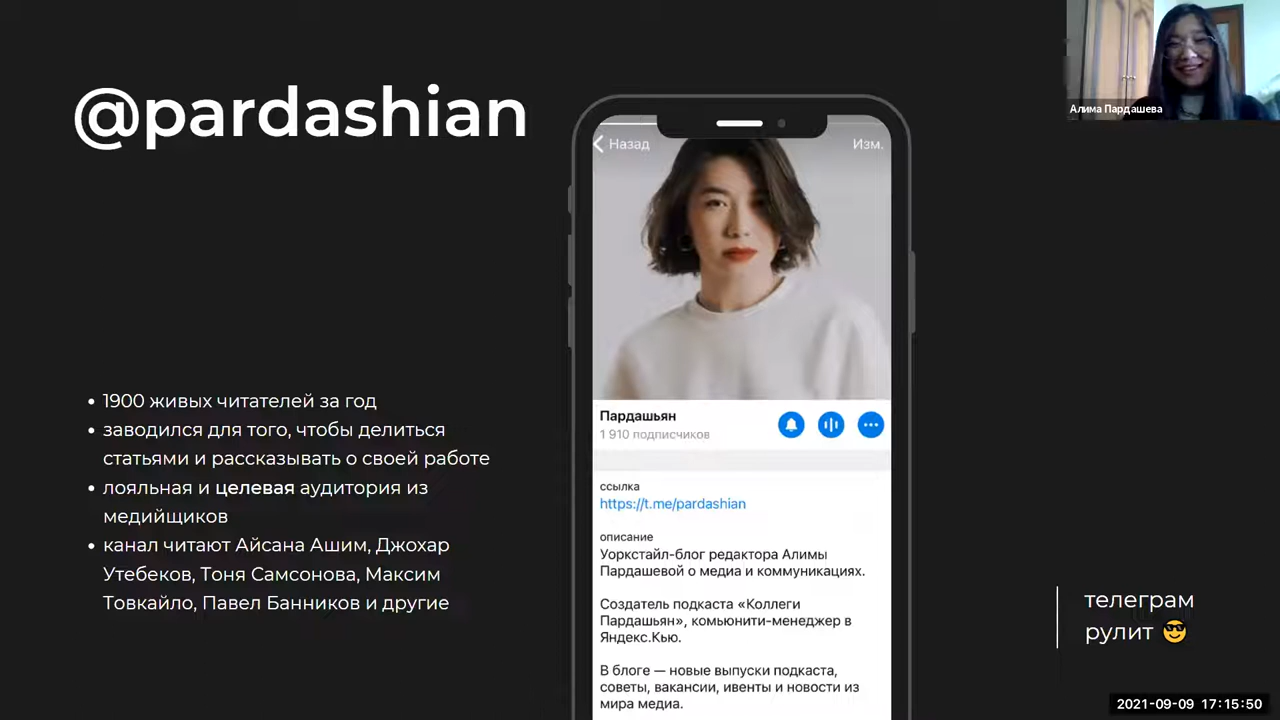 @pardashian
Алима Пардашева
Назад
Изм.
1900 живых читателей за год
заводился для того, чтобы делиться
статьями и рассказывать о своей работе
лояльная и целевая аудитория из
медийщиков
канал читают Айсана Ашим, Джохар
Утебеков, Тоня Самсонова, Максим
Товкайло, Павел Банников и другие
Пардашьян
1 910 подписчиков
ссылка
https://t.me/pardashian
описание
Уоркстайл-блог редактора Алимы
Пардашевой о медиа и коммуникациях.
Создатель подкаста «Коллеги
Пардашьян», комьюнити-менеджер в
Яндекс.Кью.
В блоге — новые выпуски подкаста,
советы, вакансии, ивенты и новости из
мира медиа.
телеграм
рулит 😎
2021-09-09 17:15:50